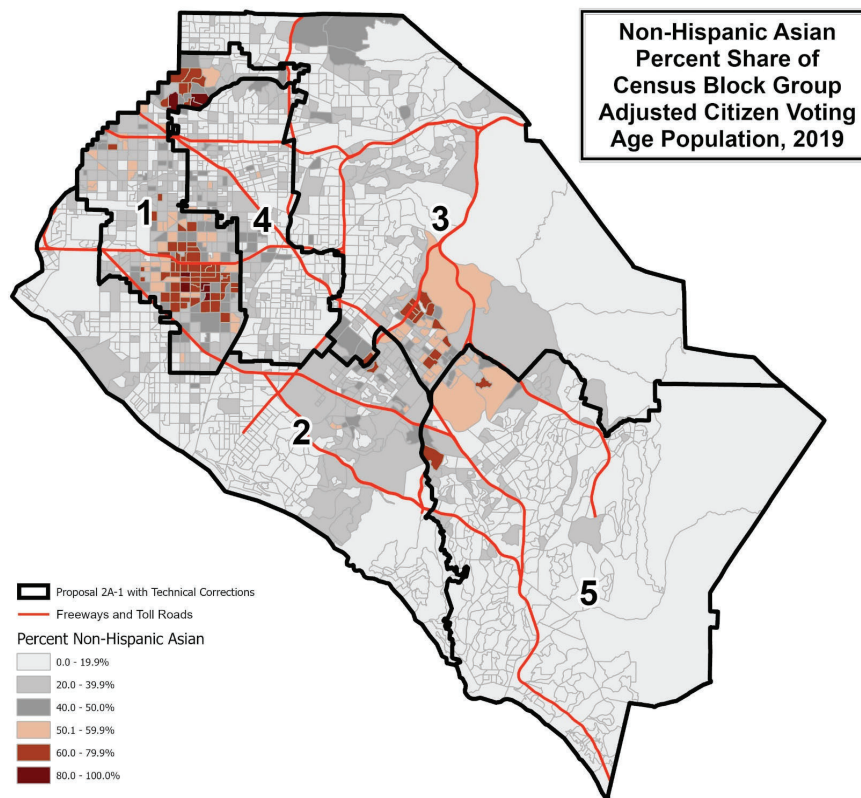 Non-Hispanic Asian
Percent Share of
Census Block Group
Adjusted Citizen Voting
Age Population, 2019
1
4
3
2
5
Proposal 2A-1 with Technical Corrections
Freeways and Toll Roads
Percent Non-Hispanic Asian
0.0 - 19.9%
20.0 - 39.9%
40.0 - 50.0%
50.1 - 59.9%
60.0 - 79.9%
80.0 - 100.0%